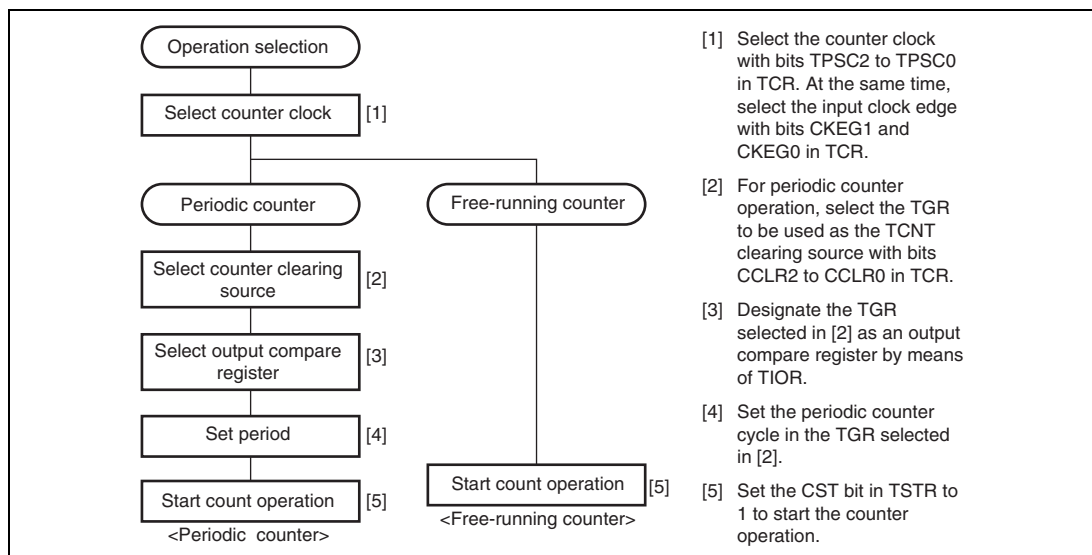 Operation selection
Select counter clock
[1]
Periodic counter
Free-running counter
Select counter clearing
source
[2]
Select output compare
register
[3]
Set period
[4]
Start count operation
[5]
<Periodic counter>
Start count operation
[5]
<Free-running counter>
[1] Select the counter clock
with bits TPSC2 to TPSC0
in TCR. At the same time,
select the input clock edge
with bits CKEG1 and
CKEG0 in TCR.
[2] For periodic counter
operation, select the TGR
to be used as the TCNT
clearing source with bits
CCLR2 to CCLR0 in TCR.
[3] Designate the TGR
selected in [2] as an output
compare register by means
of TIOR.
[4] Set the periodic counter
cycle in the TGR selected
in [2].
[5] Set the CST bit in TSTR to
1 to start the counter
operation.